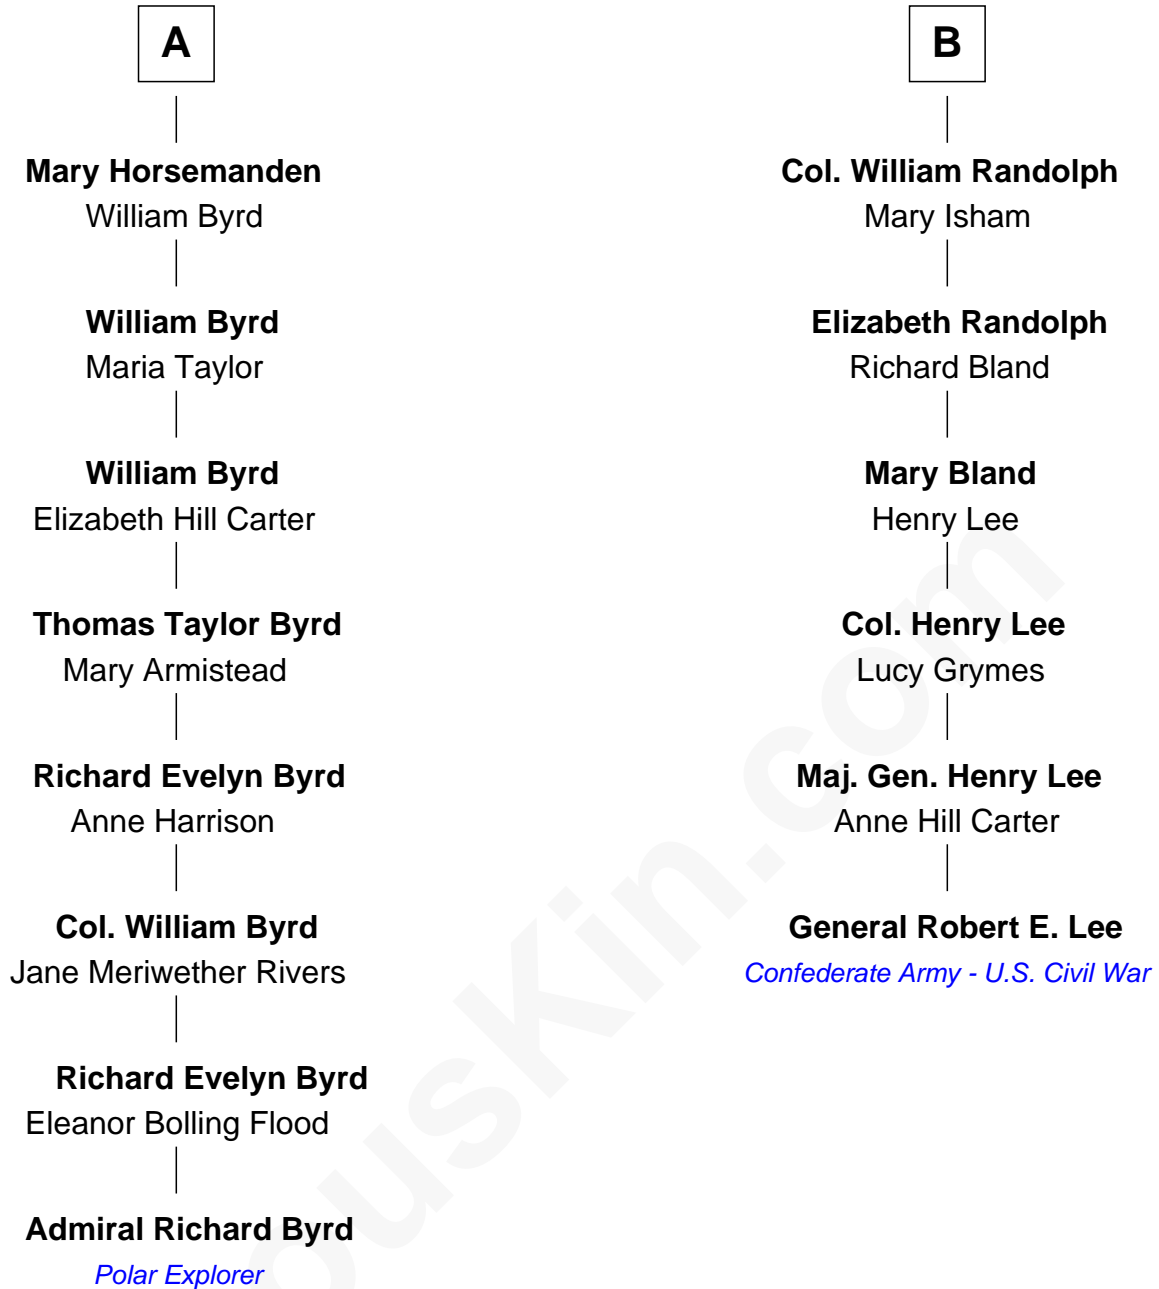 A
Mary Horsemanden
William Byrd
William Byrd
Maria Taylor
William Byrd
Elizabeth Hill Carter
Thomas Taylor Byrd
Mary Armistead
Richard Evelyn Byrd
Anne Harrison
Col. William Byrd
Jane Meriwether Rivers
Richard Evelyn Byrd
Eleanor Bolling Flood
Admiral Richard Byrd
Polar Explorer
B
Col. William Randolph
Mary Isham
Elizabeth Randolph
Richard Bland
Mary Bland
Henry Lee
Col. Henry Lee
Lucy Grymes
Maj. Gen. Henry Lee
Anne Hill Carter
General Robert E. Lee
Confederate Army - U.S. Civil War
ousKin.com